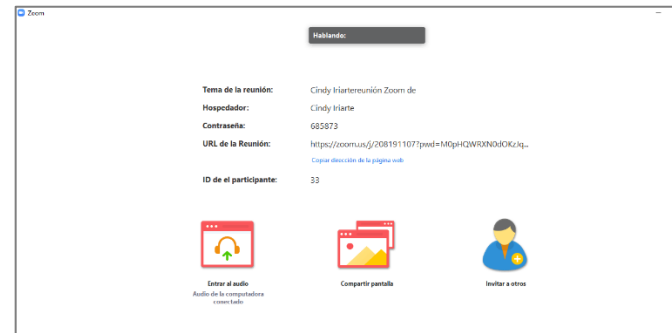 Zoom
Hablando:
Tema de la reunión: Cindy Iriartereunión Zoom de
Hospedador: Cindy Iriarte
Contraseña: 685873
URL de la Reunión: https://zoom.us/j/208191107?pwd=M0pHQWRXN0dOKzJq...
Copiar dirección de la página web
ID de el participante: 33
Entrar al audio
Audio de la computadora
conectado
Compartir pantalla
Invitar a otros